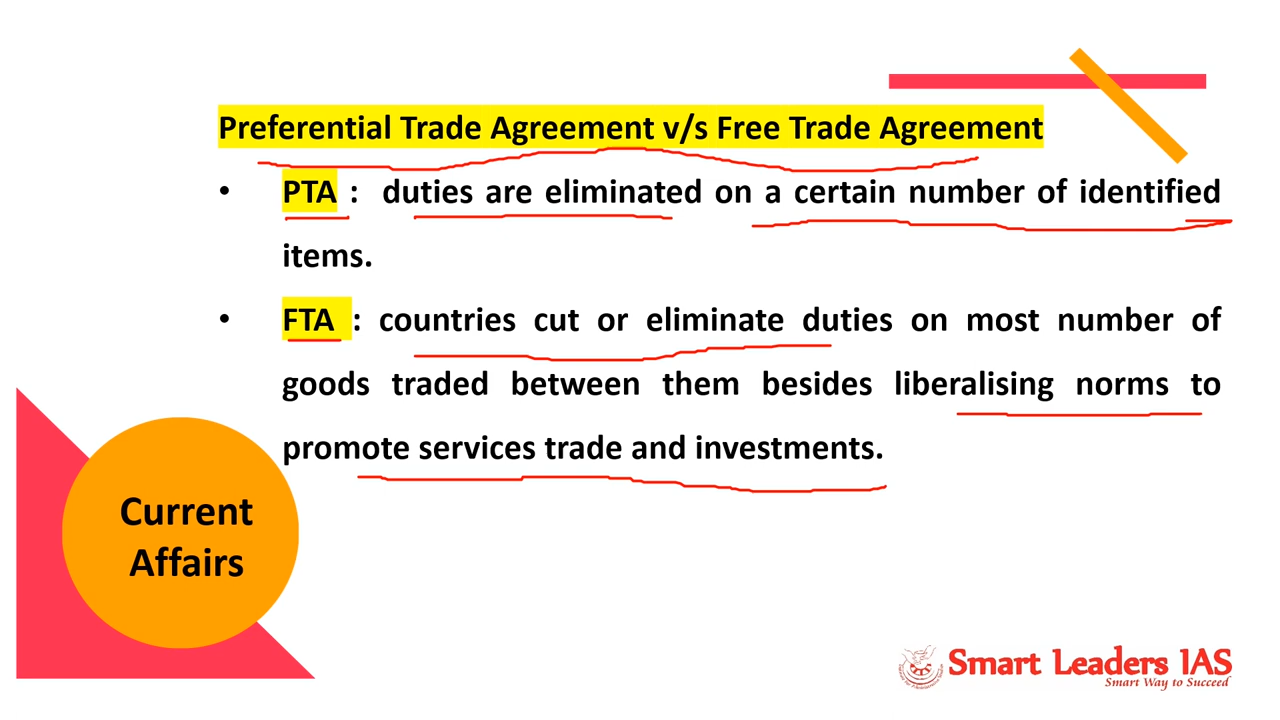 Preferential Trade Agreement v/s Free Trade Agreement
• PTA : duties are eliminated on a certain number of identified
items.
• FTA : countries cut or eliminate duties on most number of
goods traded between them besides liberalising norms to
promote services trade and investments.
Current
Affairs
Smart Leaders IAS
Smart Way to Succeed